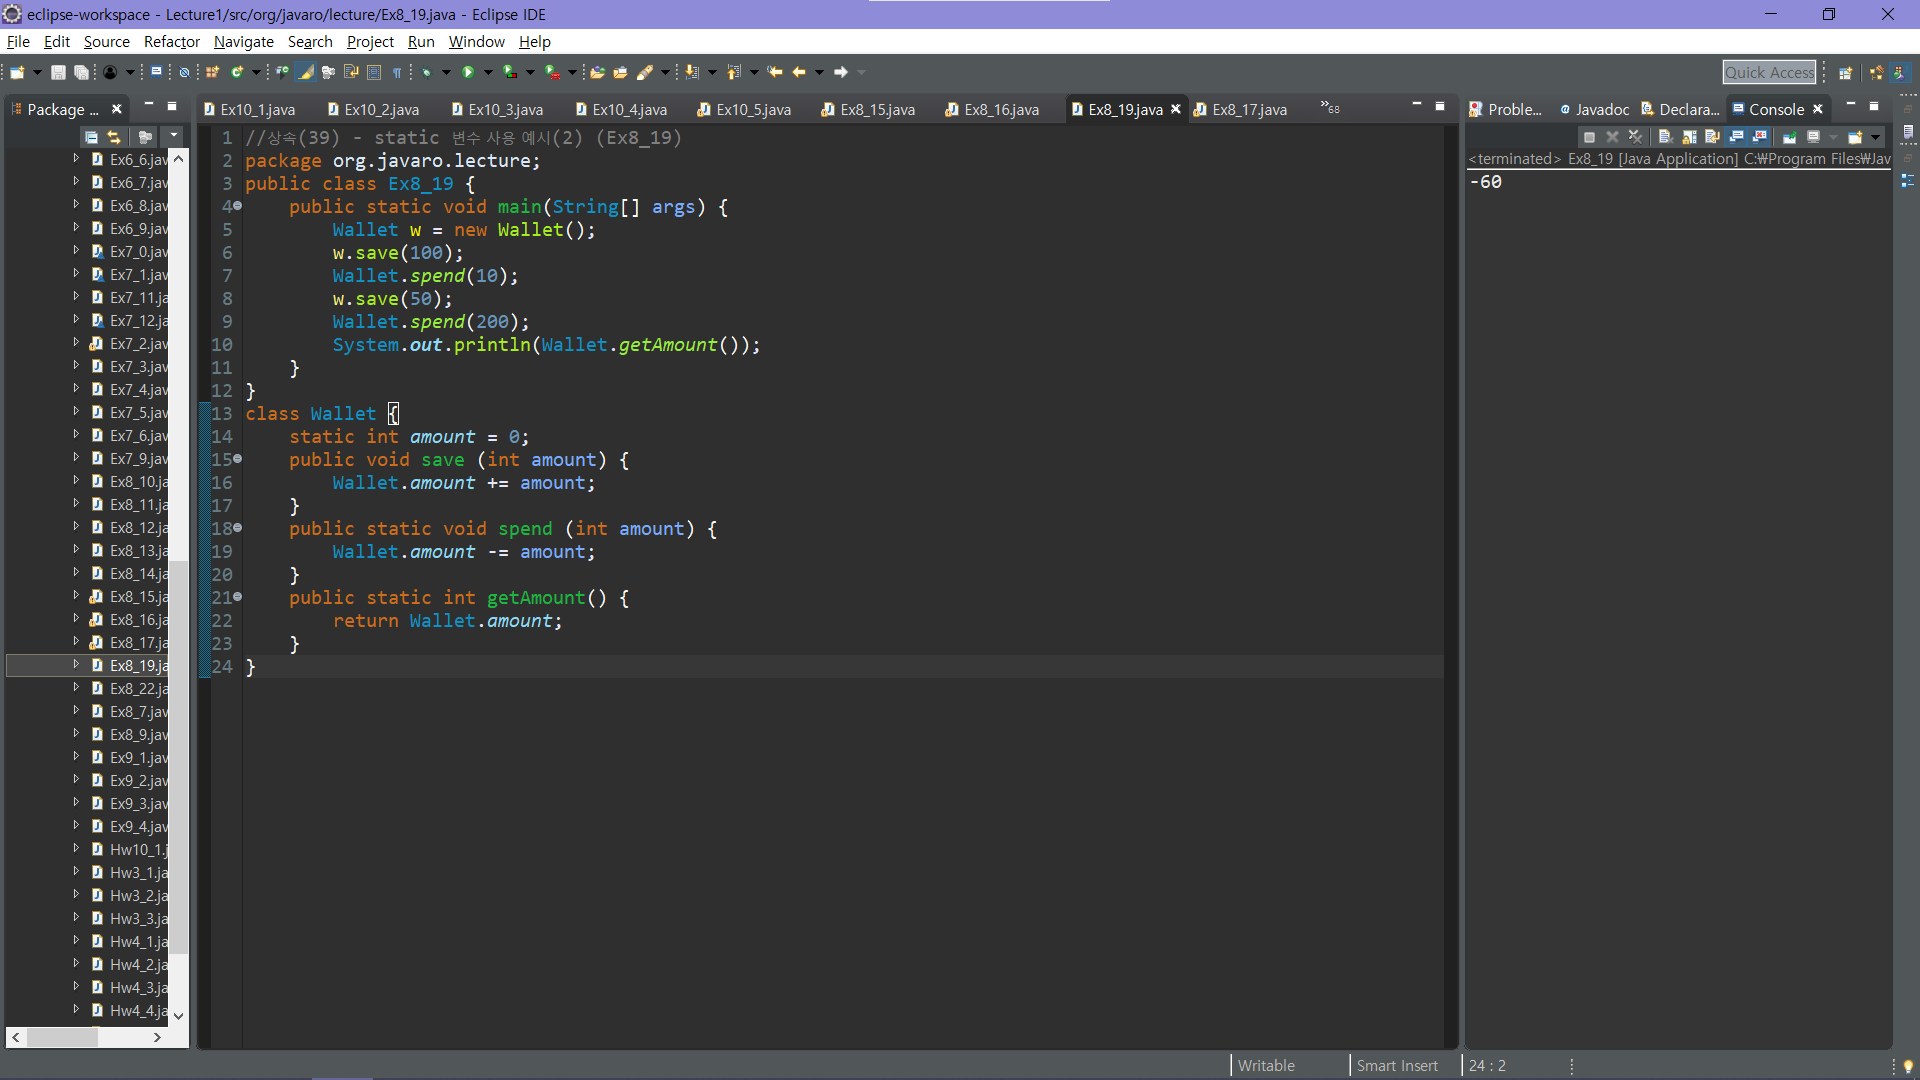 eclipse-workspace - Lecture1/src/org/javaro/lecture/Ex8_19.java - Eclipse IDE
File Edit Source Refactor Navigate Search Project Run Window Help
Quick Access
Package ...
Ex6_6.jav
Ex6_7.jav
Ex6_8.jav
Ex6_9.jav
Ex7_0.jav
Ex7_1.jav
Ex7_11.ja
Ex7_12.ja
Ex7_2.jav
Ex7_3.jav
Ex7_4.jav
Ex7_5.jav
Ex7_6.jav
Ex7_9.jav
Ex8_10.ja
Ex8_11.ja
Ex8_12.ja
Ex8_13.ja
Ex8_14.ja
Ex8_15.ja
Ex8_16.ja
Ex8_17.ja
Ex8_19.ja
Ex8_22.ja
Ex8_7.jav
Ex8_9.jav
Ex9_1.jav
Ex9_2.jav
Ex9_3.jav
Ex9_4.jav
Hw10_1.j
Hw3_1.ja
Hw3_2.ja
Hw3_3.ja
Hw4_1.ja
Hw4_2.ja
Hw4_3.ja
Hw4_4.ja
Ex10_1.java Ex10_2.java Ex10_3.java Ex10_4.java Ex10_5.java Ex8_15.java Ex8_16.java Ex8_19.java Ex8_17.java »68
1 //상속(39) - static 변수 사용 예시(2) (Ex8_19)
2 package org.javaro.lecture;
3 public class Ex8_19 {
4 public static void main(String[] args) {
5 Wallet w = new Wallet();
6 w.save(100);
7 Wallet.spend(10);
8 w.save(50);
9 Wallet.spend(200);
10 System.out.println(Wallet.getAmount());
11 }
12 }
13 class Wallet {
14 static int amount = 0;
15 public void save (int amount) {
16 Wallet.amount += amount;
17 }
18 public static void spend (int amount) {
19 Wallet.amount -= amount;
20 }
21 public static int getAmount() {
22 return Wallet.amount;
23 }
24 }
Proble... Javadoc Declara... Console
<terminated> Ex8_19 [Java Application] C:₩Program Files₩Jav
-60
Writable Smart Insert 24 : 2